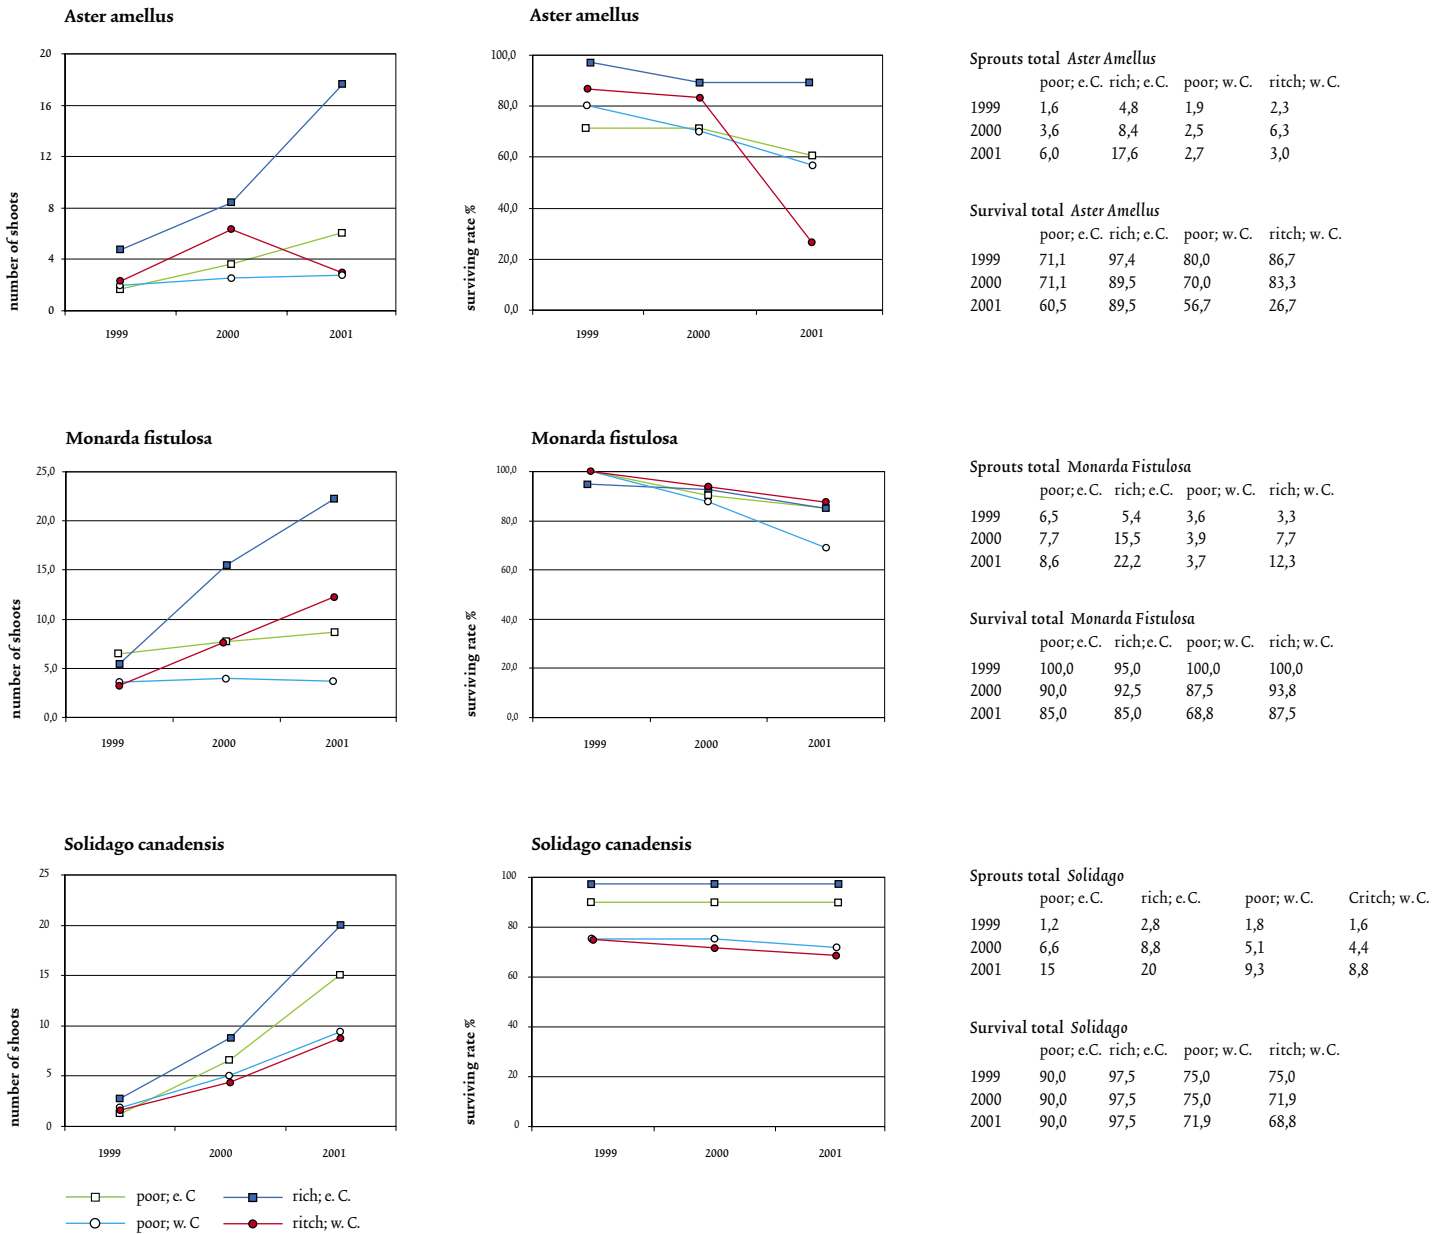 Aster amellus
20
16
12
8
4
0
number of shoots
1999 2000 2001
Aster amellus
100,0
80,0
60,0
40,0
20,0
0,0
surviving rate %
1999 2000 2001
Sprouts total Aster Amellus
poor; e.C. rich; e.C. poor; w.C. ritch; w.C.
1999 1,6 4,8 1,9 2,3
2000 3,6 8,4 2,5 6,3
2001 6,0 17,6 2,7 3,0
Survival total Aster Amellus
poor; e.C. rich; e.C. poor; w.C. ritch; w. C.
1999 71,1 97,4 80,0 86,7
2000 71,1 89,5 70,0 83,3
2001 60,5 89,5 56,7 26,7
Monarda fistulosa
25,0
20,0
15,0
10,0
5,0
0,0
number of shoots
1999 2000 2001
Monarda fistulosa
100,0
80,0
60,0
40,0
20,0
0,0
surviving rate %
1999 2000 2001
Sprouts total Monarda Fistulosa
poor; e.C. rich; e.C. poor; w.C. rich; w.C.
1999 6,5 5,4 3,6 3,3
2000 7,7 15,5 3,9 7,7
2001 8,6 22,2 3,7 12,3
Survival total Monarda Fistulosa
poor; e.C. rich;e.C. poor; w.C. rich; w.C.
1999 100,0 95,0 100,0 100,0
2000 90,0 92,5 87,5 93,8
2001 85,0 85,0 68,8 87,5
Solidago canadensis
25
20
15
10
5
0
number of shoots
1999 2000 2001
Solidago canadensis
100
80
60
40
20
0
surviving rate %
1999 2000 2001
Sprouts total Solidago
poor; e.C. rich; e.C. poor; w.C. Critch; w.C.
1999 1,2 2,8 1,8 1,6
2000 6,6 8,8 5,1 4,4
2001 15 20 9,3 8,8
Survival total Solidago
poor; e.C. rich; e.C. poor; w.C. ritch; w.C.
1999 90,0 97,5 75,0 75,0
2000 90,0 97,5 75,0 71,9
2001 90,0 97,5 71,9 68,8
poor; e. C rich; e. C.
poor; w. C ritch; w. C.